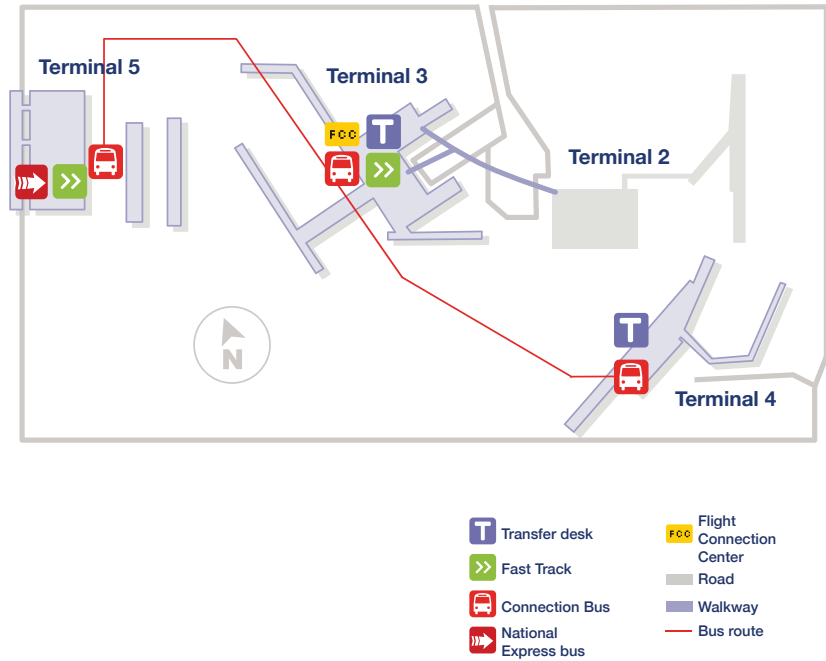 Terminal 5
Terminal 3
FCC
T
Terminal 2
N
T
Terminal 4
T
Transfer desk
FCC
Flight
Connection
Center
Fast Track
Road
Connection Bus
Walkway
National
Express bus
Bus route